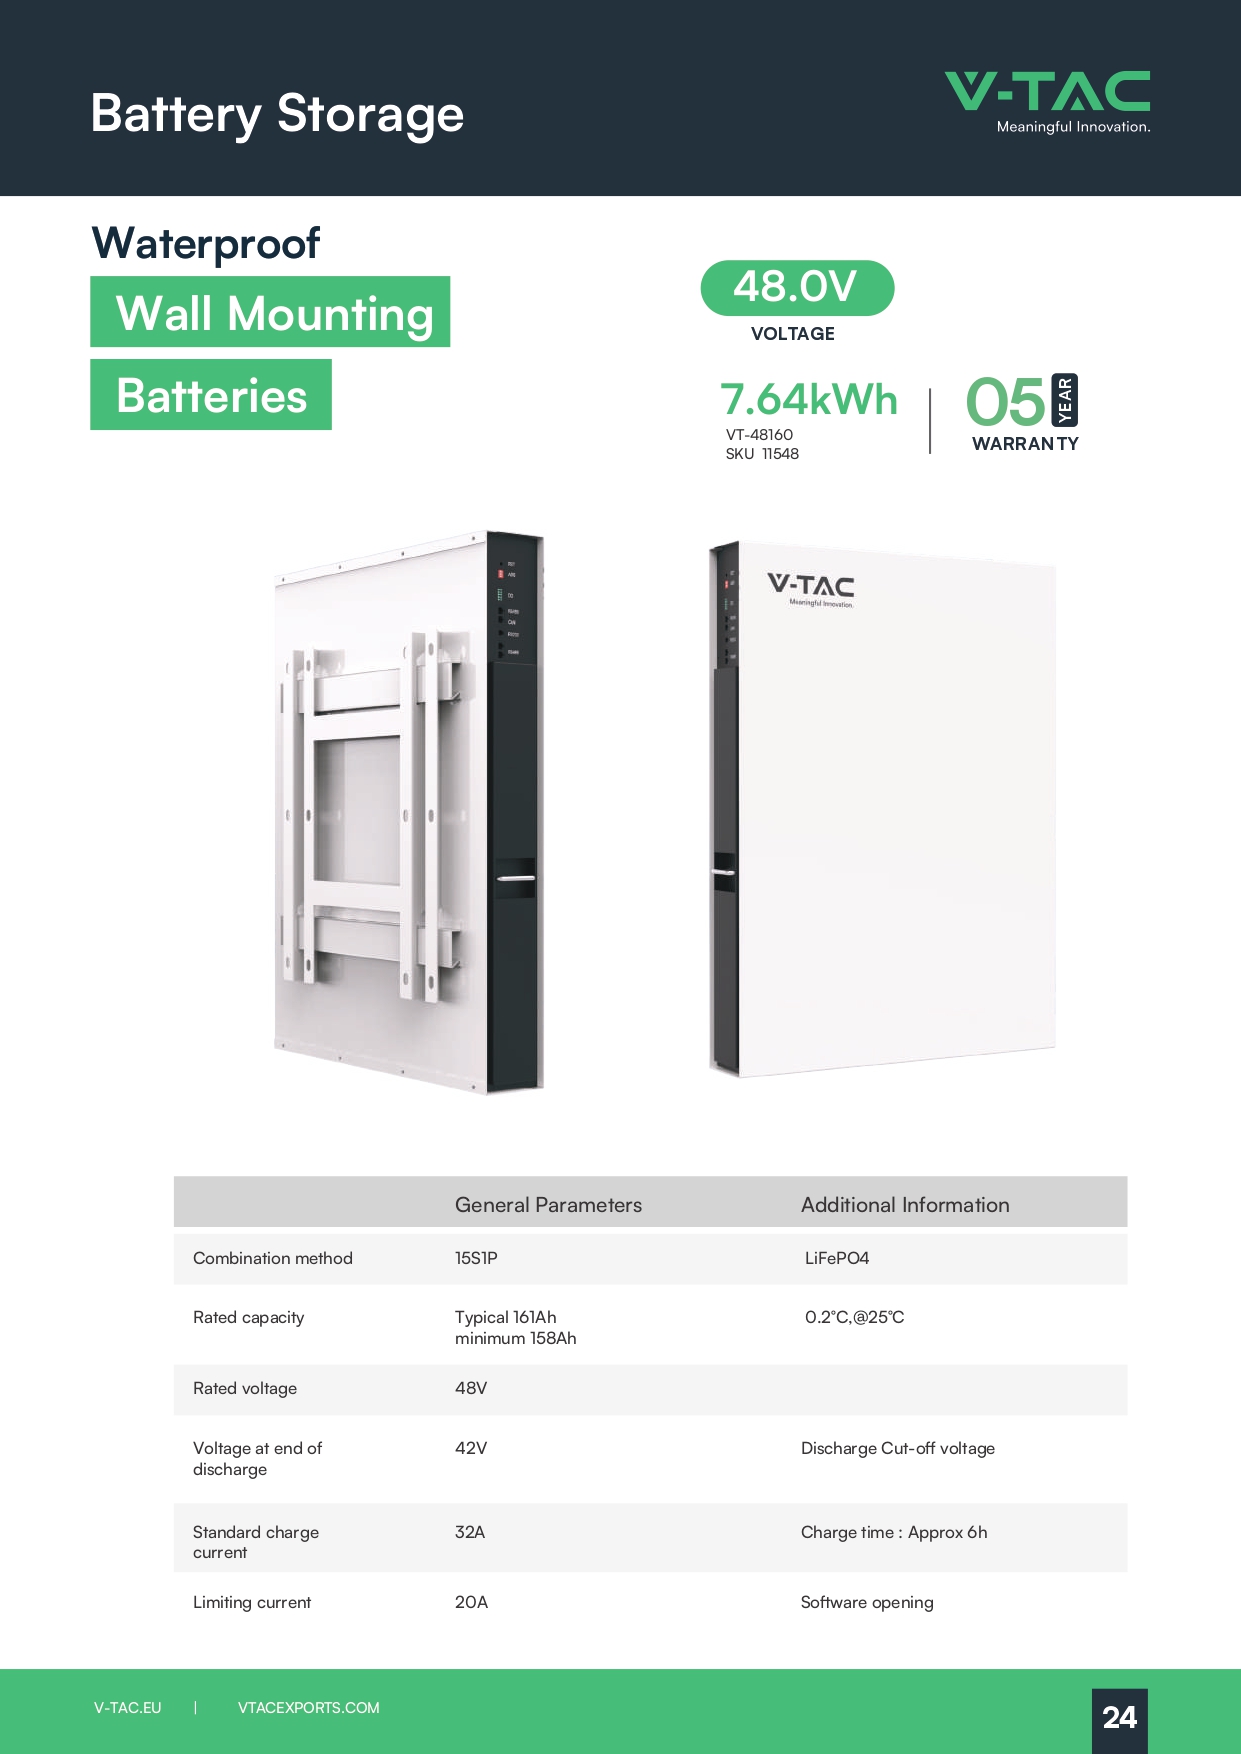 Battery Storage
V-TAC
Meaningful Innovation.
Waterproof
Wall Mounting
Batteries
48.0V
VOLTAGE
7.64kWh
VT-48160
SKU 11548
05 YEAR
WARRANTY
V-TAC
Meaningful Innovation.
General Parameters Additional Information
Combination method 15S1P LiFePO4
Rated capacity Typical 161Ah 0.2°C,@25°C
minimum 158Ah
Rated voltage 48V
Voltage at end of 42V Discharge Cut-off voltage
discharge
Standard charge 32A Charge time : Approx 6h
current
Limiting current 20A Software opening
V-TAC.EU | VTACEXPORTS.COM
24